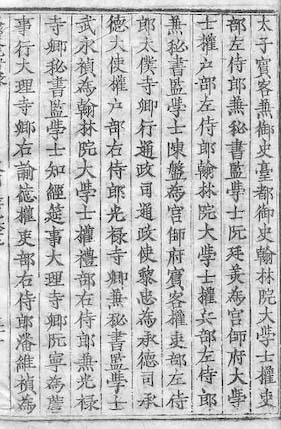 太子賓客兼御史臺都御史翰林院大學士權吏
部左侍郎兼秘書監學士阮廷為宮師府大學
士權户部左侍郎翰林院大學士權兵部左侍郎
兼秘書監學士陳盤為宮師府賓客權吏部左侍
郎太僕寺卿行通政司通政使黎忠為承德司承
德大使權户部右侍郎光禄寺卿兼秘書監學士
武永禎為翰林院大學士權禮部右侍郎兼光禄
寺卿秘書監學士知經筵事大理寺卿阮寧為詹
事行大理寺卿右諭德權吏部右侍郎潘維禎為